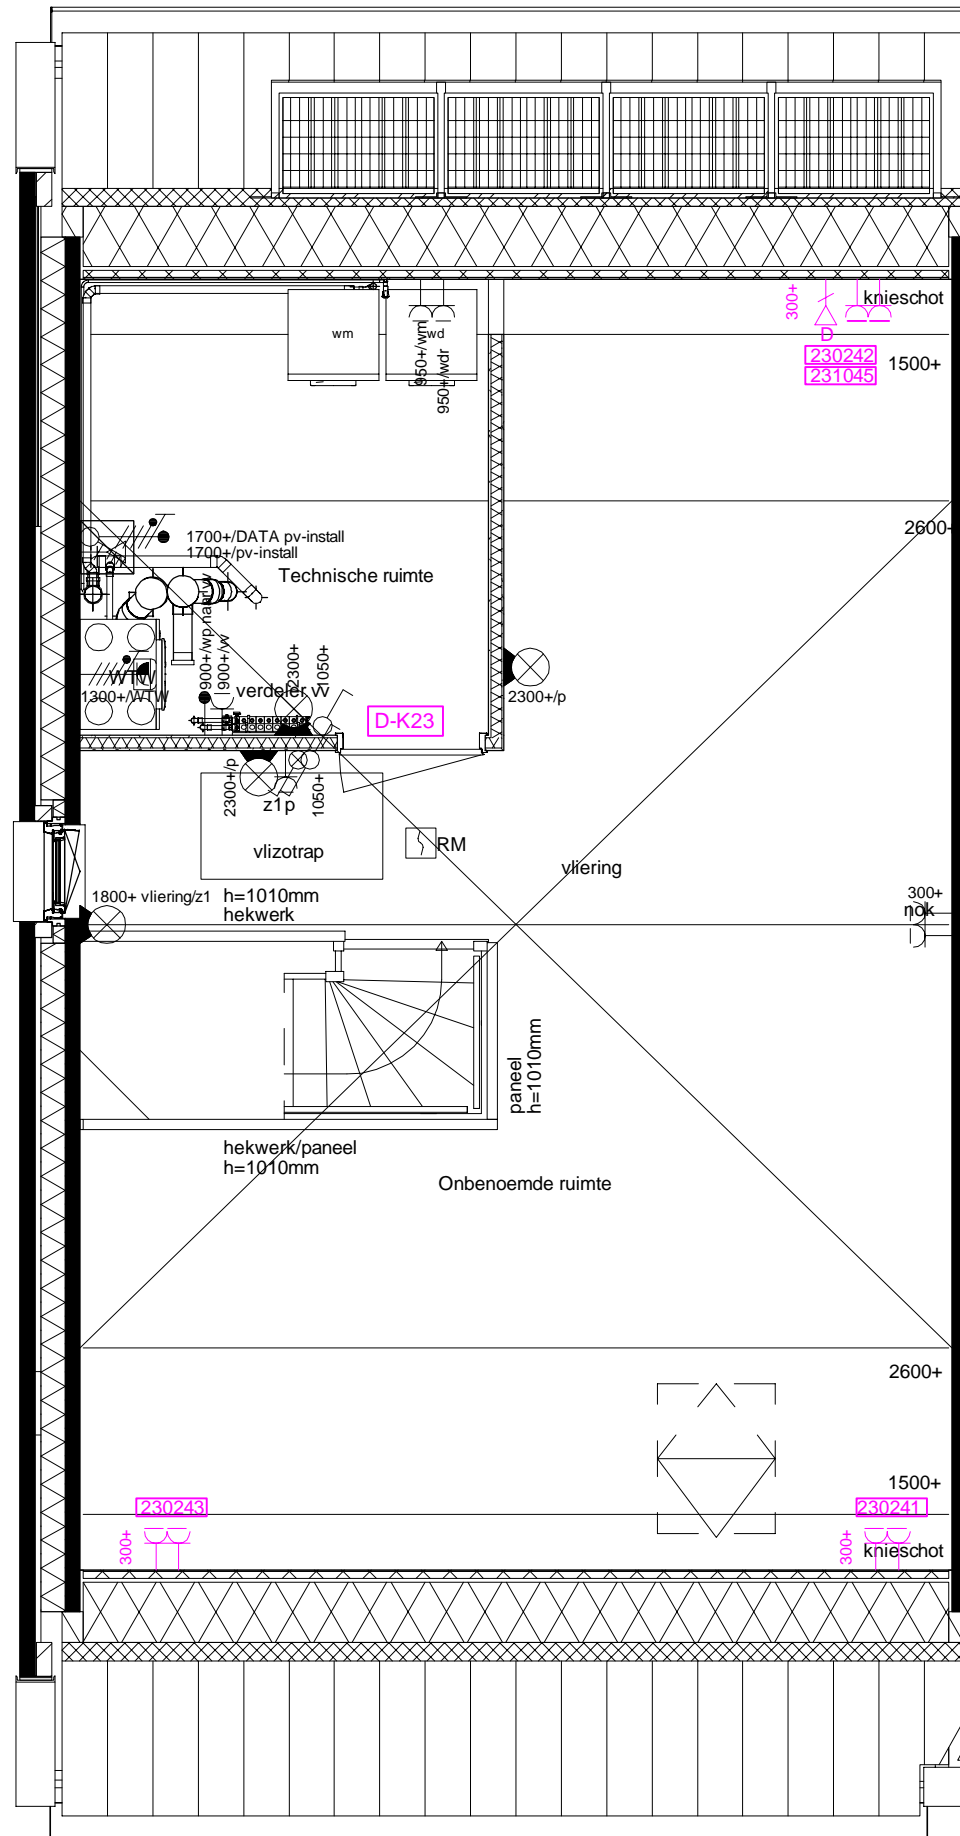 300+
knieschot
wm
wd
950+/wm
950+/wdr
D
230242
231045
1500+
2600+
1700+/DATA pv-install
1700+/pv-install
Technische ruimte
WTW
1300+/WTW
900+/vv
2300+
1050+
verdeler vv
D-K23
2300+/p
2300+/p
z1p
1050+
vlizotrap
RM
vliering
1800+ vliering/z1
h=1010mm
hekwerk
300+
nok
paneel
h=1010mm
hekwerk/paneel
h=1010mm
Onbenoemde ruimte
2600+
1500+
230243
230241
300+
300+
knieschot